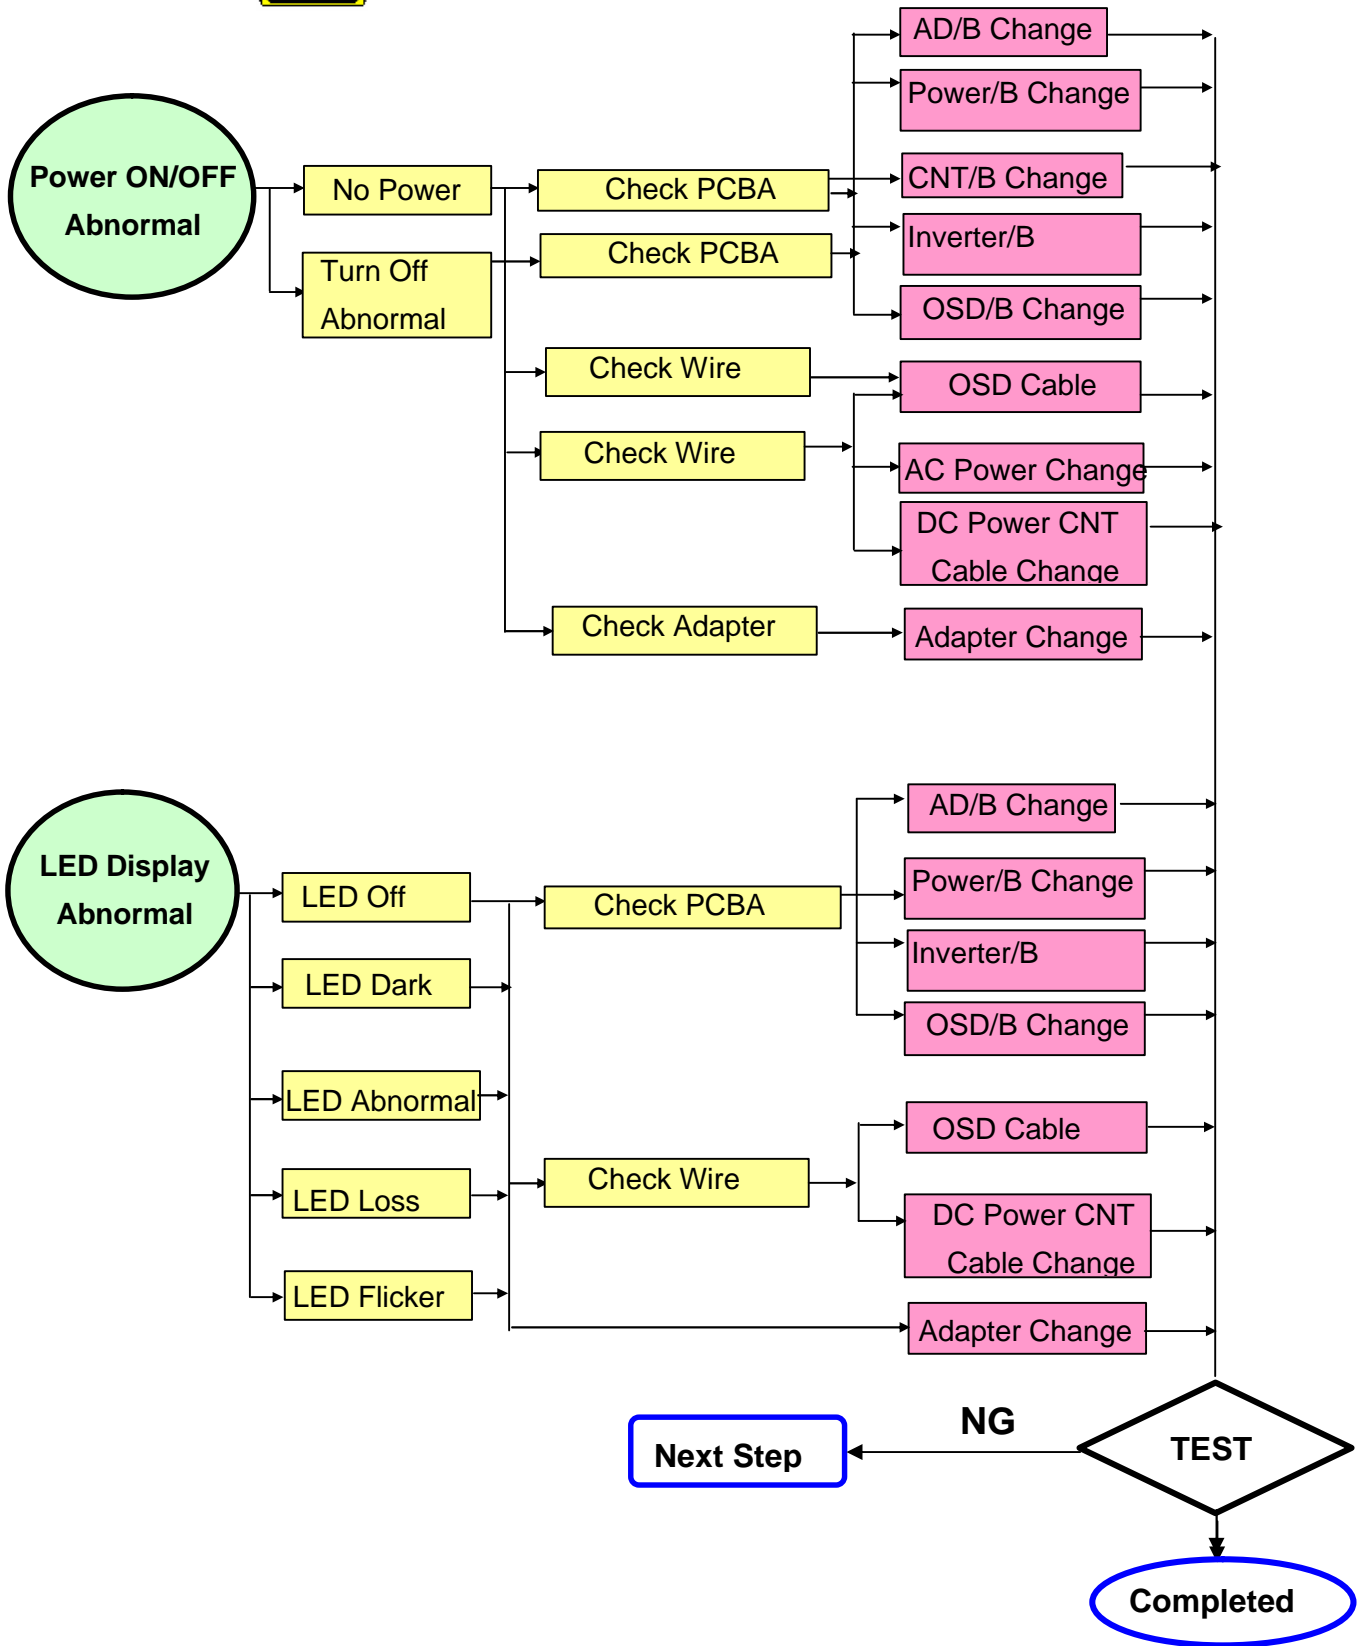 Power ON/OFF
Abnormal
No Power
Turn Off
Abnormal
Check PCBA
Check PCBA
Check Wire
Check Wire
Check Adapter
AD/B Change
Power/B Change
CNT/B Change
Inverter/B
OSD/B Change
OSD Cable
AC Power Change
DC Power CNT
Cable Change
Adapter Change
LED Display
Abnormal
LED Off
LED Dark
LED Abnormal
LED Loss
LED Flicker
Check PCBA
Check Wire
AD/B Change
Power/B Change
Inverter/B
OSD/B Change
OSD Cable
DC Power CNT
Cable Change
Adapter Change
TEST
NG
Next Step
Completed